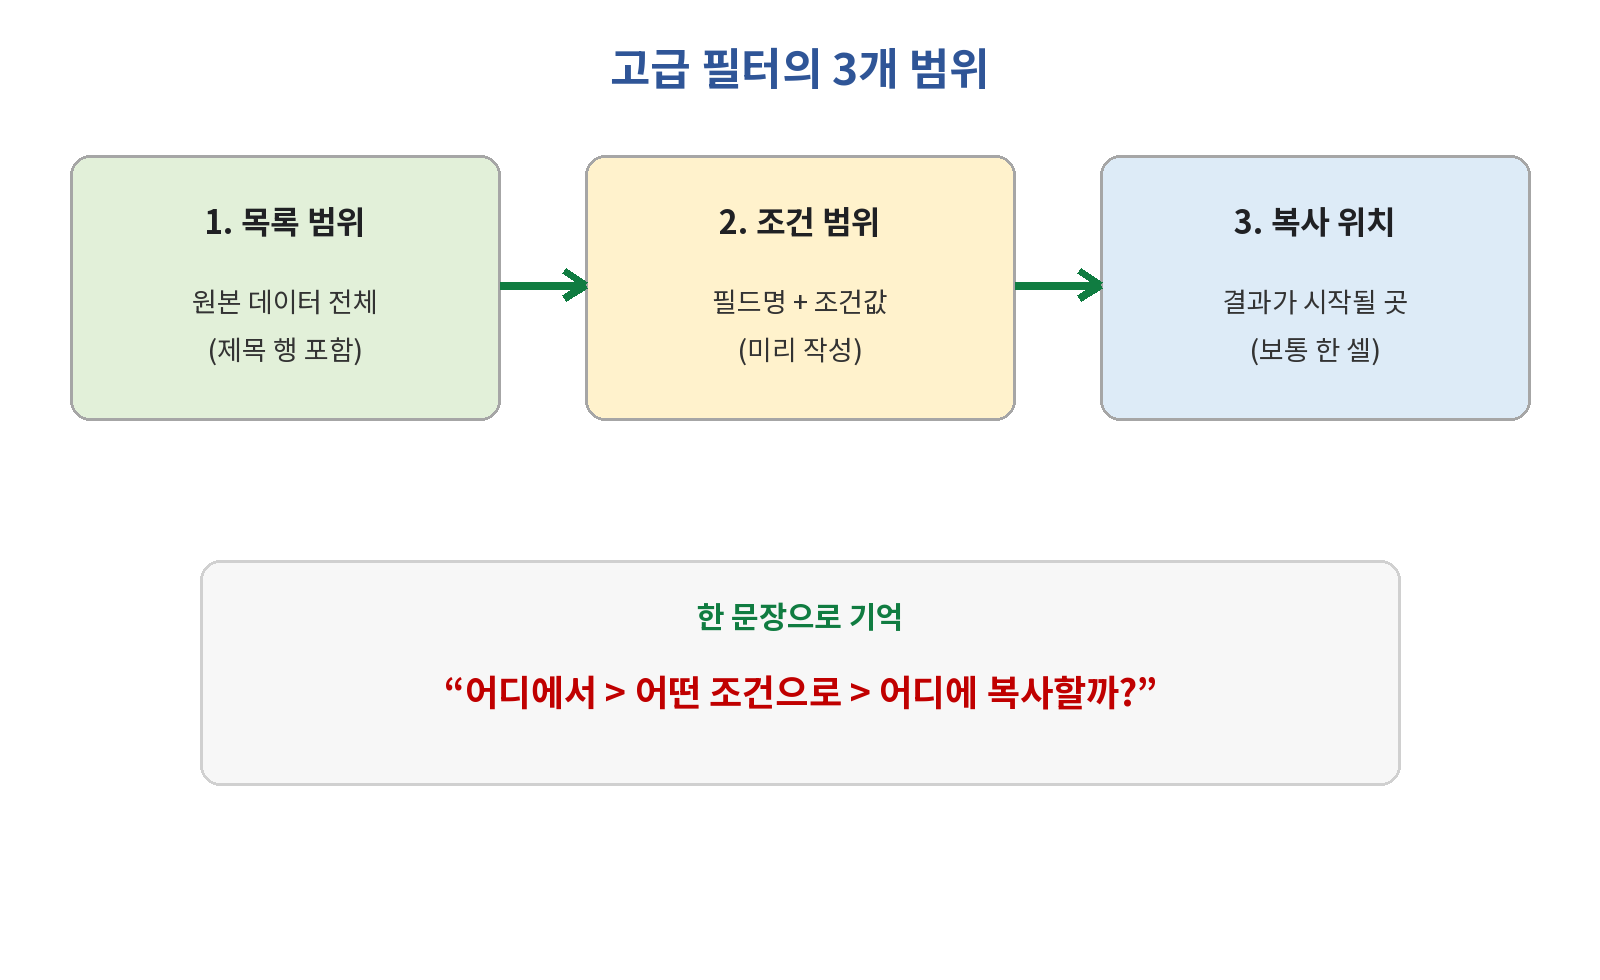 고급 필터의 3개 범위
1. 목록 범위
원본 데이터 전체
(제목 행 포함)
2. 조건 범위
필드명 + 조건값
(미리 작성)
3. 복사 위치
결과가 시작될 곳
(보통 한 셀)
한 문장으로 기억
“어디에서 > 어떤 조건으로 > 어디에 복사할까?”